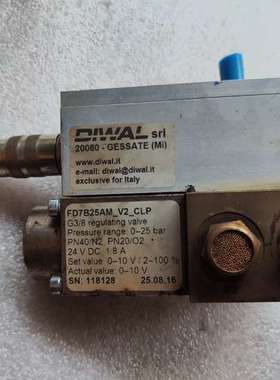 DIWAL srl
20060 - GESSATE (Mi)
www.diwal.it
e-mail: diwal@diwal.it
exclusive for Italy
FD7B25AM_V2_CLP
G3/8 regulating valve
Pressure range: 0-25 bar
PN40/N2, PN20/O2
24 V DC, 1.8 A
Set value: 0-10 V / 2-100 %
Actual value: 0-10 V
SN: 118128 25.08.16